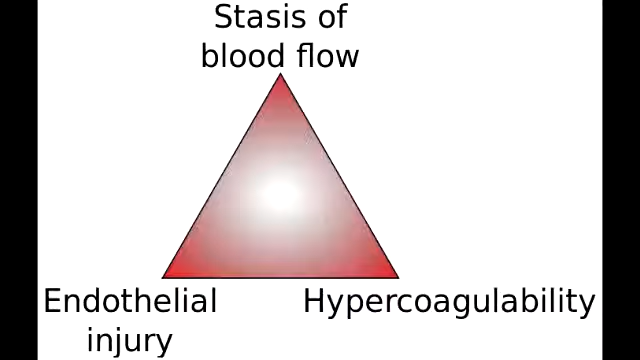 Stasis of
blood flow
Endothelial
injury
Hypercoagulability